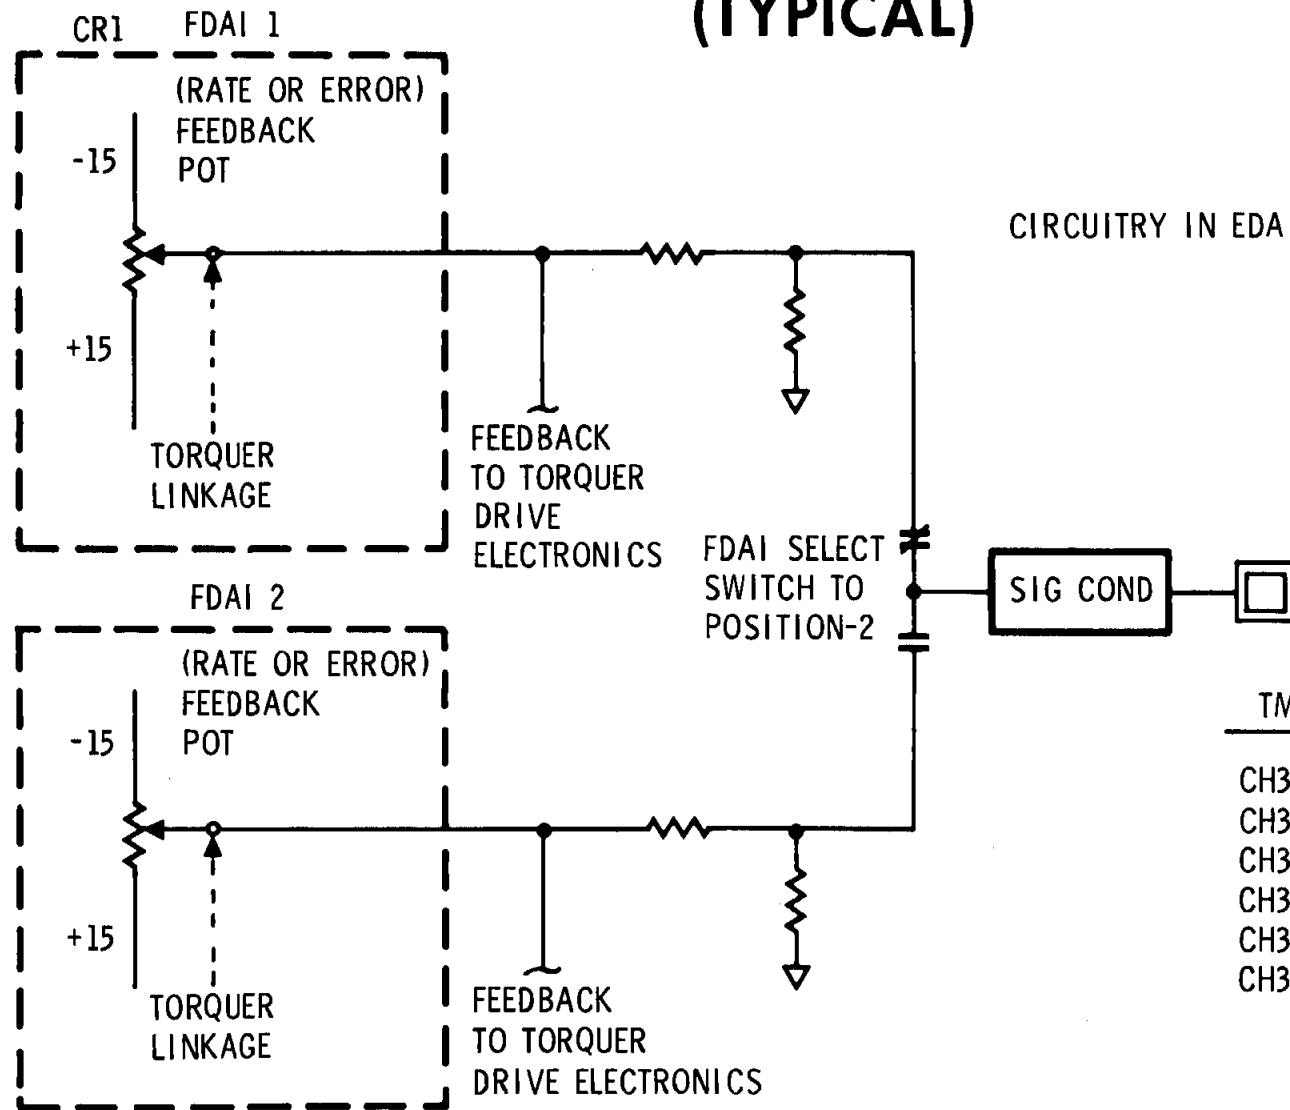 (TYPICAL)
CR1 FDAI 1
(RATE OR ERROR)
FEEDBACK
POT
-15
+15
TORQUER
LINKAGE
CIRCUITRY IN EDA
FEEDBACK
TO TORQUER
DRIVE
ELECTRONICS
FDAI SELECT
SWITCH TO
POSITION-2
SIG COND
FDAI 2
(RATE OR ERROR)
FEEDBACK
POT
-15
+15
TORQUER
LINKAGE
FEEDBACK
TO TORQUER
DRIVE ELECTRONICS
TM
CH3
CH3
CH3
CH3
CH3
CH3